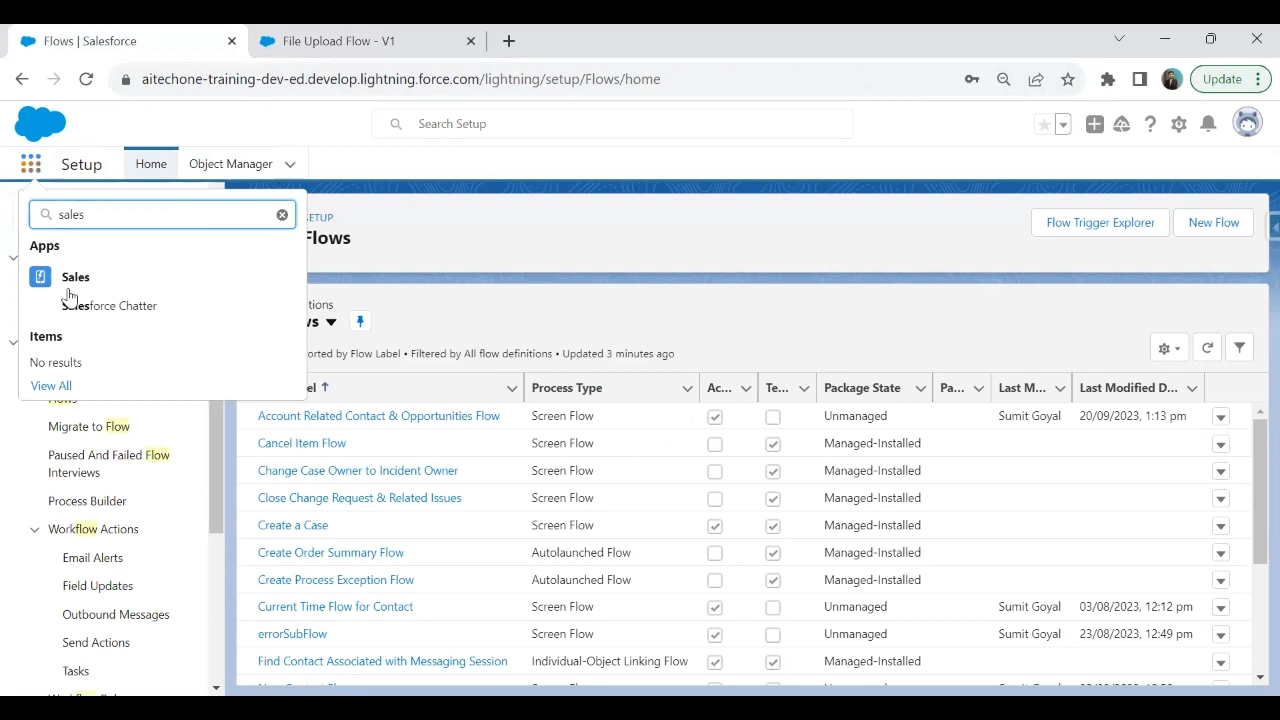 Flows | Salesforce
File Upload Flow - V1
aitechone-training-dev-ed.develop.lightning.force.com/lightning/setup/Flows/home
Update
Search Setup
Setup
Home
Object Manager
sales
Apps
Sales
Salesforce Chatter
Items
No results
View All
Flows
Migrate to Flow
Paused And Failed Flow
Interviews
Process Builder
Workflow Actions
Email Alerts
Field Updates
Outbound Messages
Send Actions
Tasks
ETUP
Flows
Flow Trigger Explorer
New Flow
tions
ws
orted by Flow Label • Filtered by All flow definitions • Updated 3 minutes ago
el ↑ Process Type Ac... Te... Package State Pa... Last M... Last Modified D...
Account Related Contact & Opportunities Flow Screen Flow Unmanaged Sumit Goyal 20/09/2023, 1:13 pm
Cancel Item Flow Screen Flow Managed-Installed
Change Case Owner to Incident Owner Screen Flow Managed-Installed
Close Change Request & Related Issues Screen Flow Managed-Installed
Create a Case Screen Flow Managed-Installed
Create Order Summary Flow Autolaunched Flow Managed-Installed
Create Process Exception Flow Autolaunched Flow Managed-Installed
Current Time Flow for Contact Screen Flow Unmanaged Sumit Goyal 03/08/2023, 12:12 pm
errorSubFlow Screen Flow Unmanaged Sumit Goyal 23/08/2023, 12:49 pm
Find Contact Associated with Messaging Session Individual-Object Linking Flow Managed-Installed